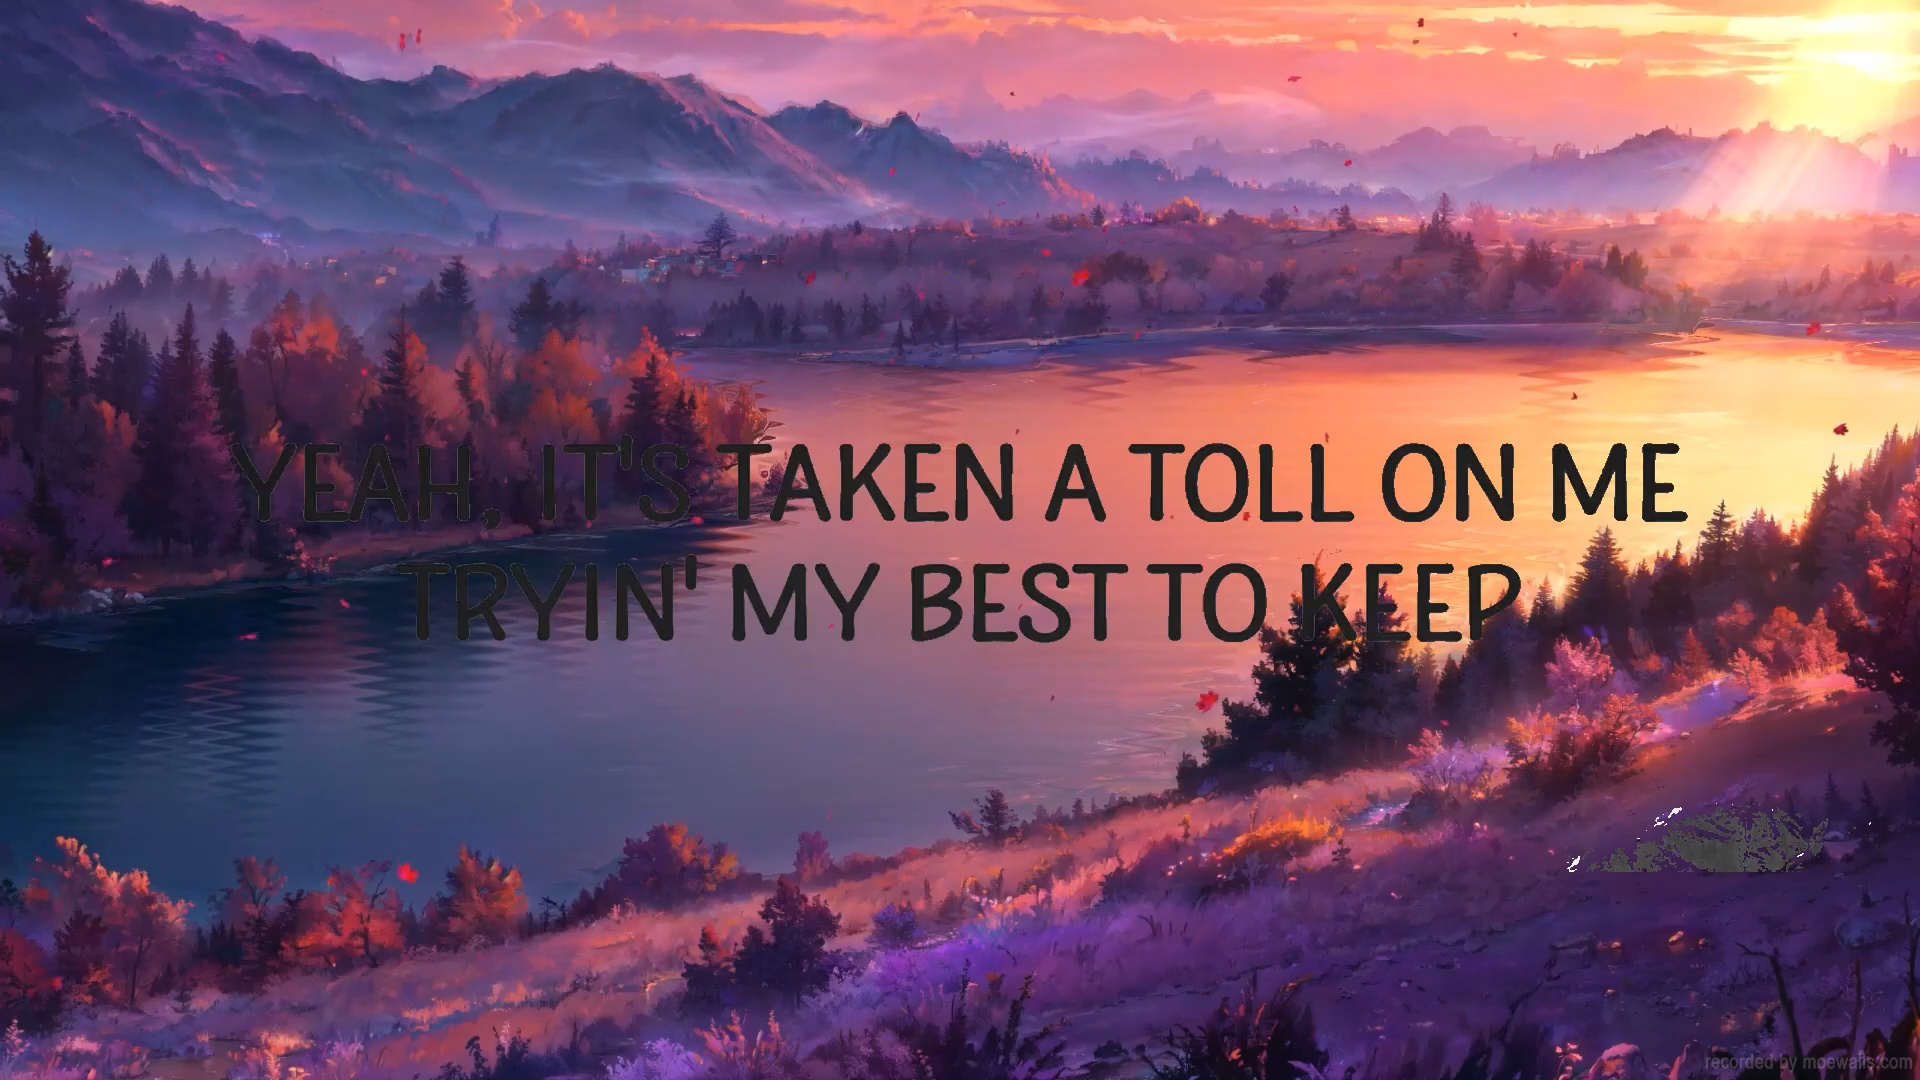 YEAH, IT'S TAKEN A TOLL ON ME
TRYIN' MY BEST TO KEEP
recorded by moewalls.com